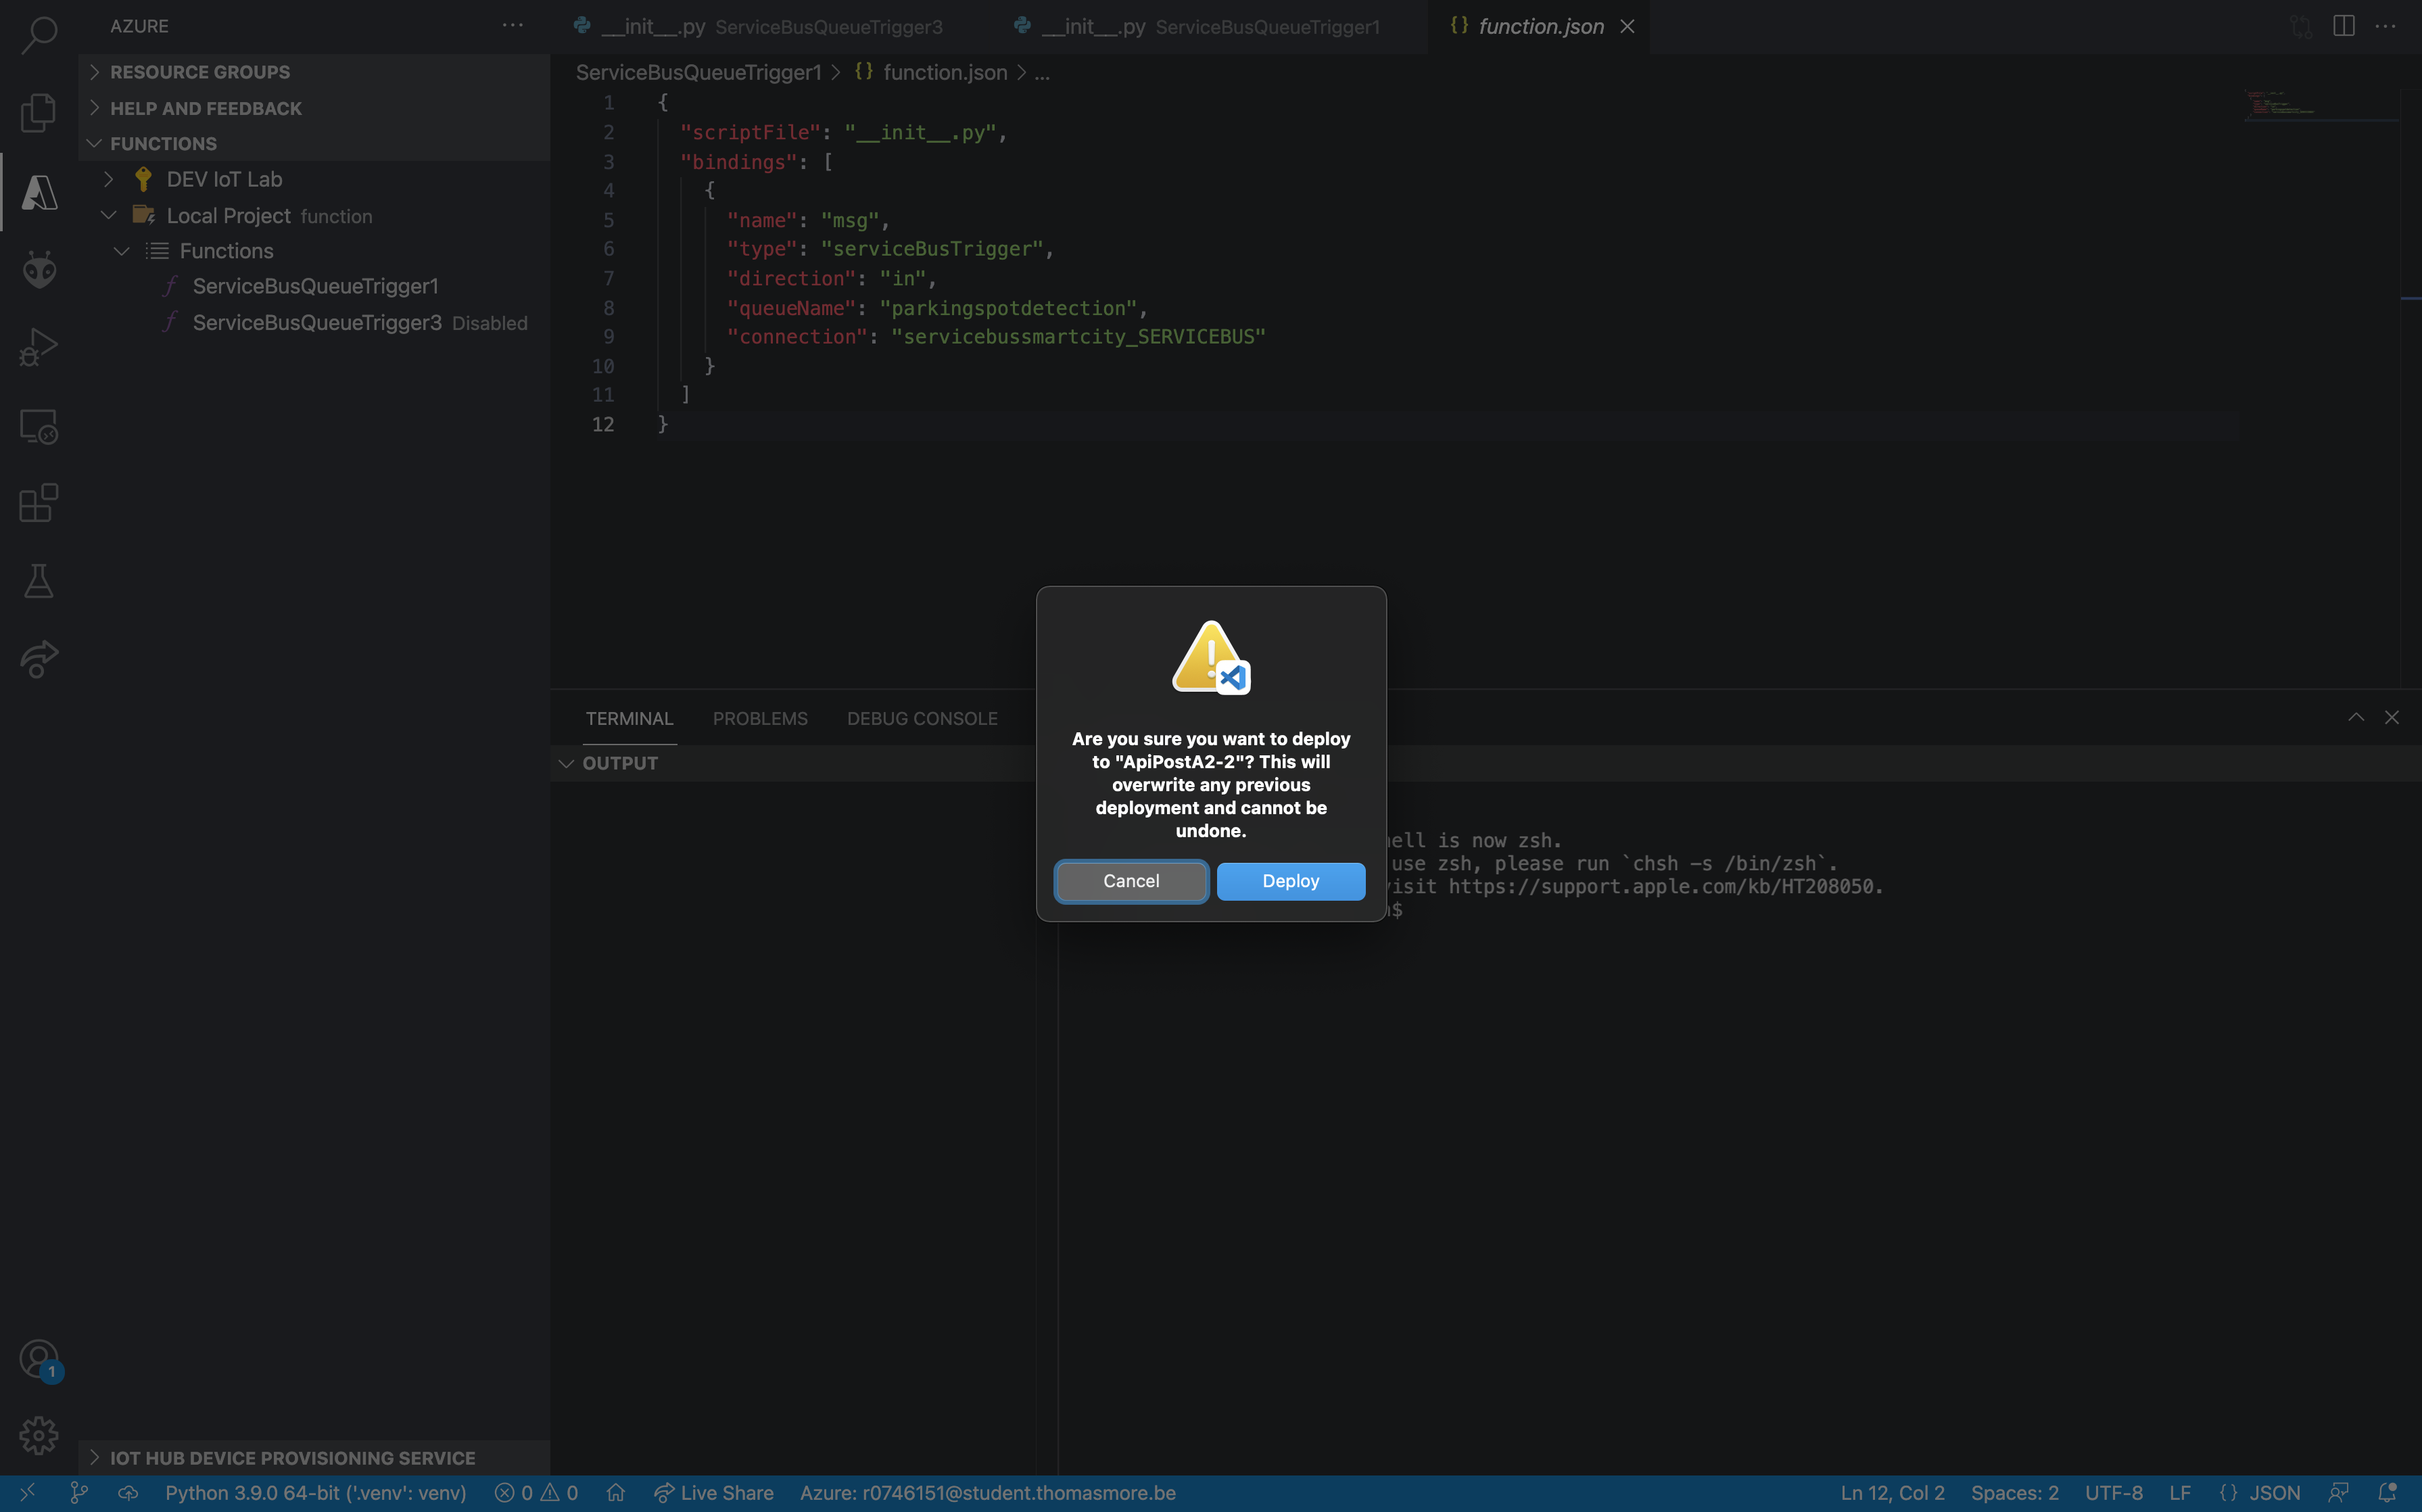 AZURE
RESOURCE GROUPS
HELP AND FEEDBACK
FUNCTIONS
DEV IoT Lab
Local Project function
Functions
ServiceBusQueueTrigger1
ServiceBusQueueTrigger3 Disabled
IOT HUB DEVICE PROVISIONING SERVICE
__init__.py ServiceBusQueueTrigger3
__init__.py ServiceBusQueueTrigger1
{} function.json
ServiceBusQueueTrigger1 > {} function.json > ...
1 {
2 "scriptFile": "__init__.py",
3 "bindings": [
4 {
5 "name": "msg",
6 "type": "serviceBusTrigger",
7 "direction": "in",
8 "queueName": "parkingspotdetection",
9 "connection": "servicebussmartcity_SERVICEBUS"
10 }
11 ]
12 }
TERMINAL PROBLEMS DEBUG CONSOLE
OUTPUT
ell is now zsh.
use zsh, please run `chsh -s /bin/zsh`.
isit https://support.apple.com/kb/HT208050.
$
Are you sure you want to deploy
to "ApiPostA2-2"? This will
overwrite any previous
deployment and cannot be
undone.
Cancel Deploy
1
Python 3.9.0 64-bit ('.venv': venv) 0 0 Live Share Azure: r0746151@student.thomasmore.be Ln 12, Col 2 Spaces: 2 UTF-8 LF {} JSON